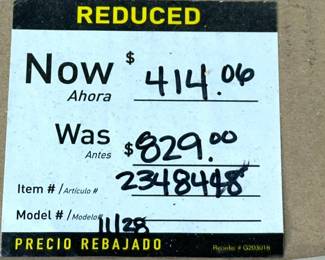 REDUCED
Now $ 414.06
Ahora
Was $ 829.00
Antes
Item # / Artículo # 2348448
Model # / Modelo# 11/28
PRECIO REBAJADO